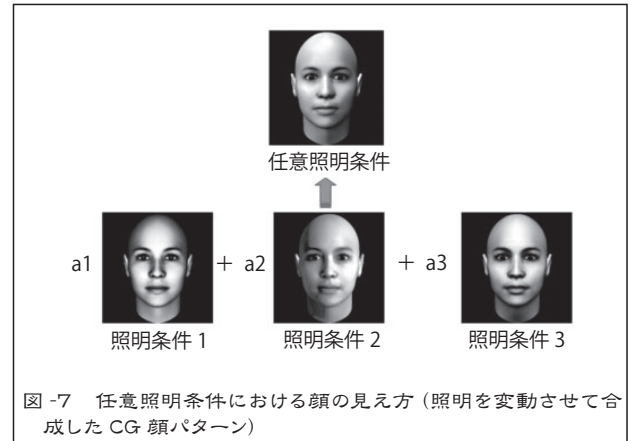 任意照明条件
a1 + a2 + a3
照明条件 1 照明条件 2 照明条件 3
図 -7 任意照明条件における顔の見え方 (照明を変動させて合
成した CG 顔パターン)